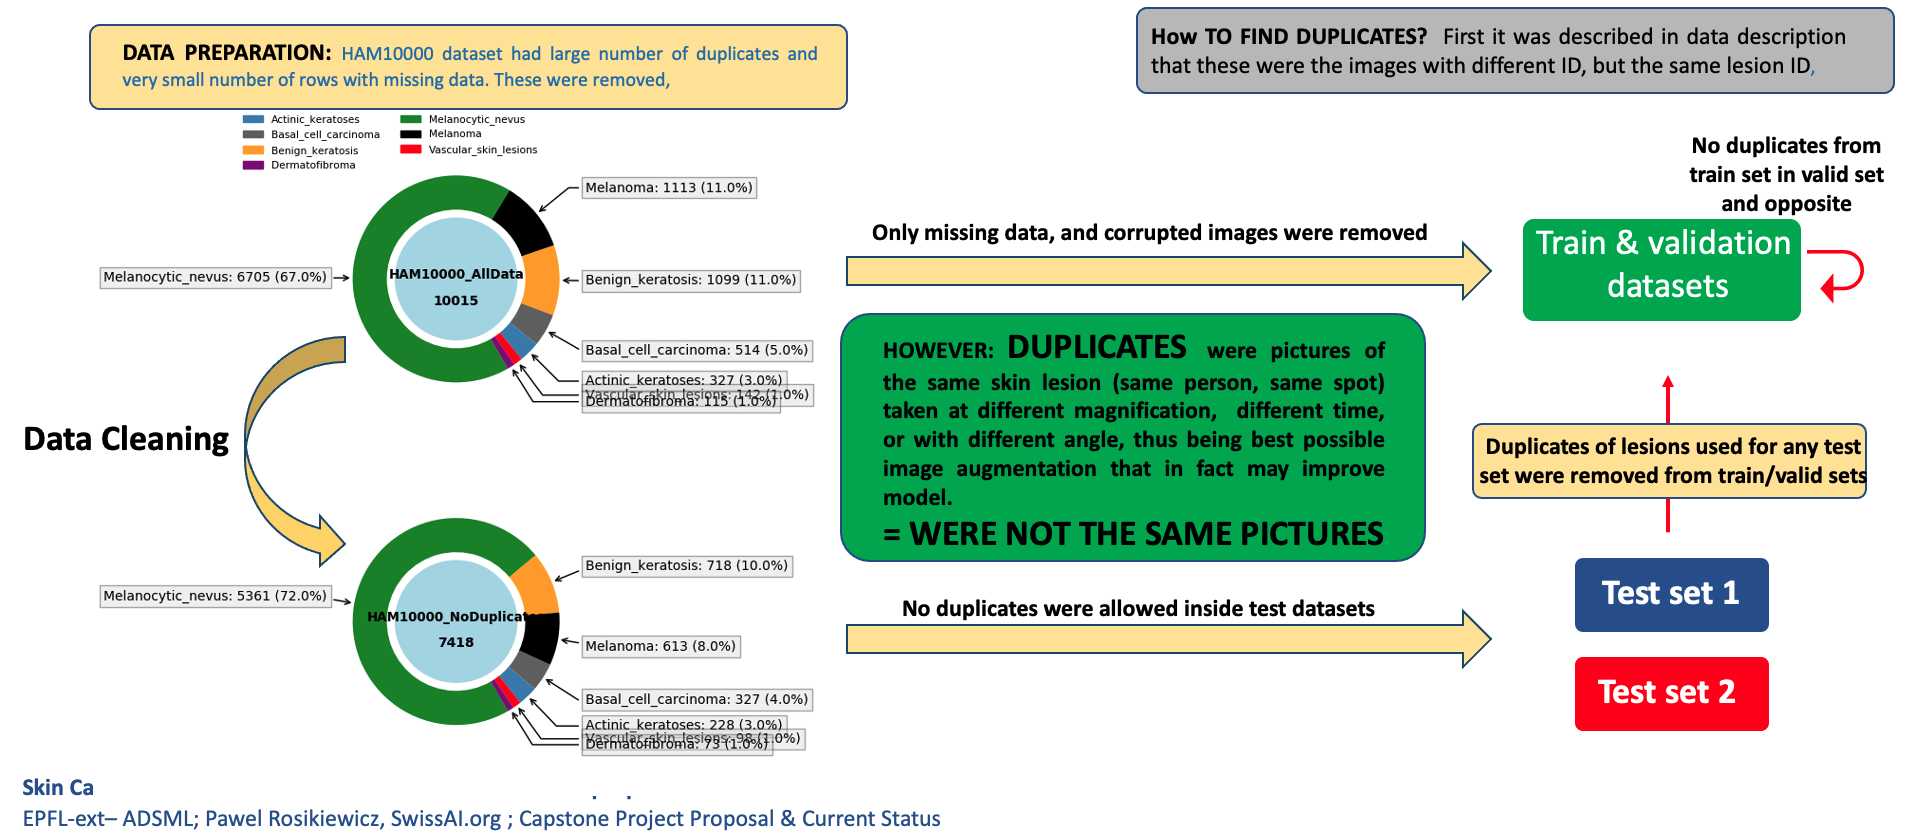 DATA PREPARATION: HAM10000 dataset had large number of duplicates and
very small number of rows with missing data. These were removed,
How TO FIND DUPLICATES? First it was described in data description
that these were the images with different ID, but the same lesion ID,
Actinic_keratoses
Basal_cell_carcinoma
Benign_keratosis
Dermatofibroma
Melanocytic_nevus
Melanoma
Vascular_skin_lesions
Melanoma: 1113 (11.0%)
Melanocytic_nevus: 6705 (67.0%)
HAM10000_AllData
10015
Benign_keratosis: 1099 (11.0%)
Basal_cell_carcinoma: 514 (5.0%)
Actinic_keratoses: 327 (3.0%)
Vascular_skin_lesions: 142 (1.0%)
Dermatofibroma: 115 (1.0%)
Only missing data, and corrupted images were removed
No duplicates from
train set in valid set
and opposite
Train & validation
datasets
Data Cleaning
HOWEVER: DUPLICATES were pictures of
the same skin lesion (same person, same spot)
taken at different magnification, different time,
or with different angle, thus being best possible
image augmentation that in fact may improve
model.
= WERE NOT THE SAME PICTURES
Duplicates of lesions used for any test
set were removed from train/valid sets
Melanocytic_nevus: 5361 (72.0%)
HAM10000_NoDuplicate
7418
Benign_keratosis: 718 (10.0%)
Melanoma: 613 (8.0%)
Basal_cell_carcinoma: 327 (4.0%)
Actinic_keratoses: 228 (3.0%)
Vascular_skin_lesions: 98 (1.0%)
Dermatofibroma: 73 (1.0%)
No duplicates were allowed inside test datasets
Test set 1
Test set 2
Skin Ca
EPFL-ext– ADSML; Pawel Rosikiewicz, SwissAI.org ; Capstone Project Proposal & Current Status